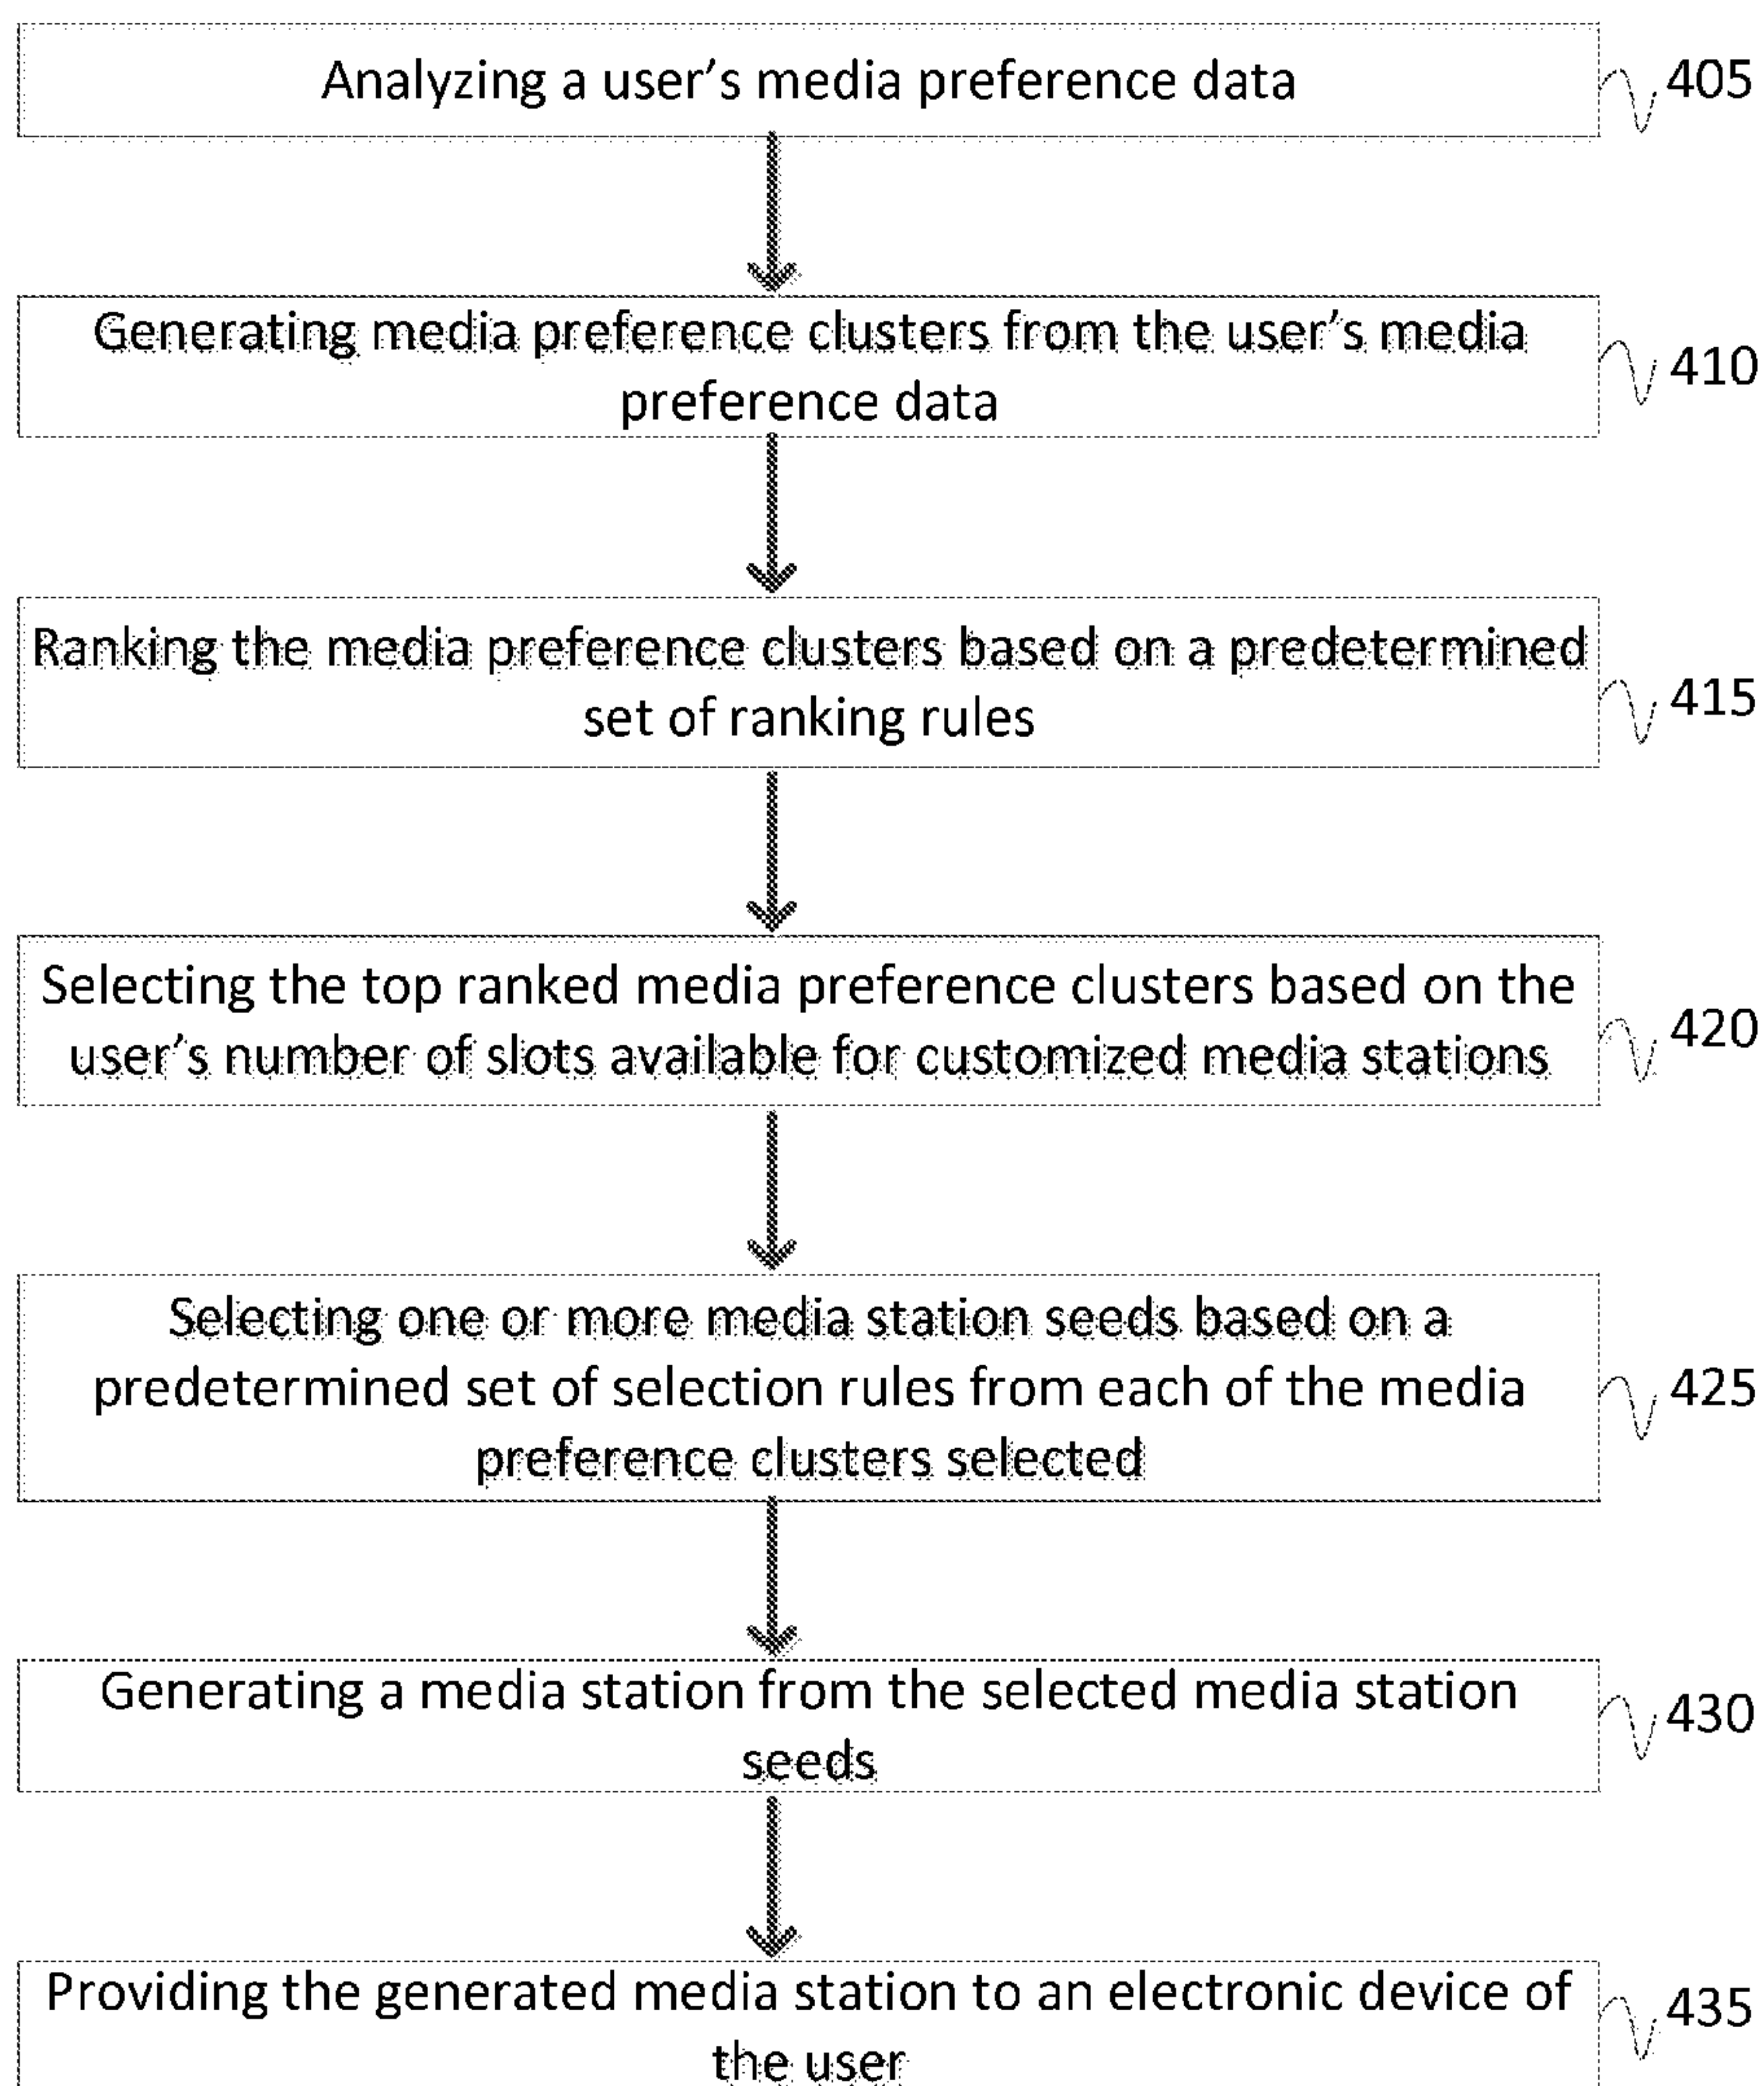 Analyzing a user's media preference data
405
Generating media preference clusters from the user's media
preference data
410
Ranking the media preference clusters based on a predetermined
set of ranking rules
415
Selecting the top ranked media preference clusters based on the
user's number of slots available for customized media stations
420
Selecting one or more media station seeds based on a
predetermined set of selection rules from each of the media
preference clusters selected
425
Generating a media station from the selected media station
seeds
430
Providing the generated media station to an electronic device of
the user
435